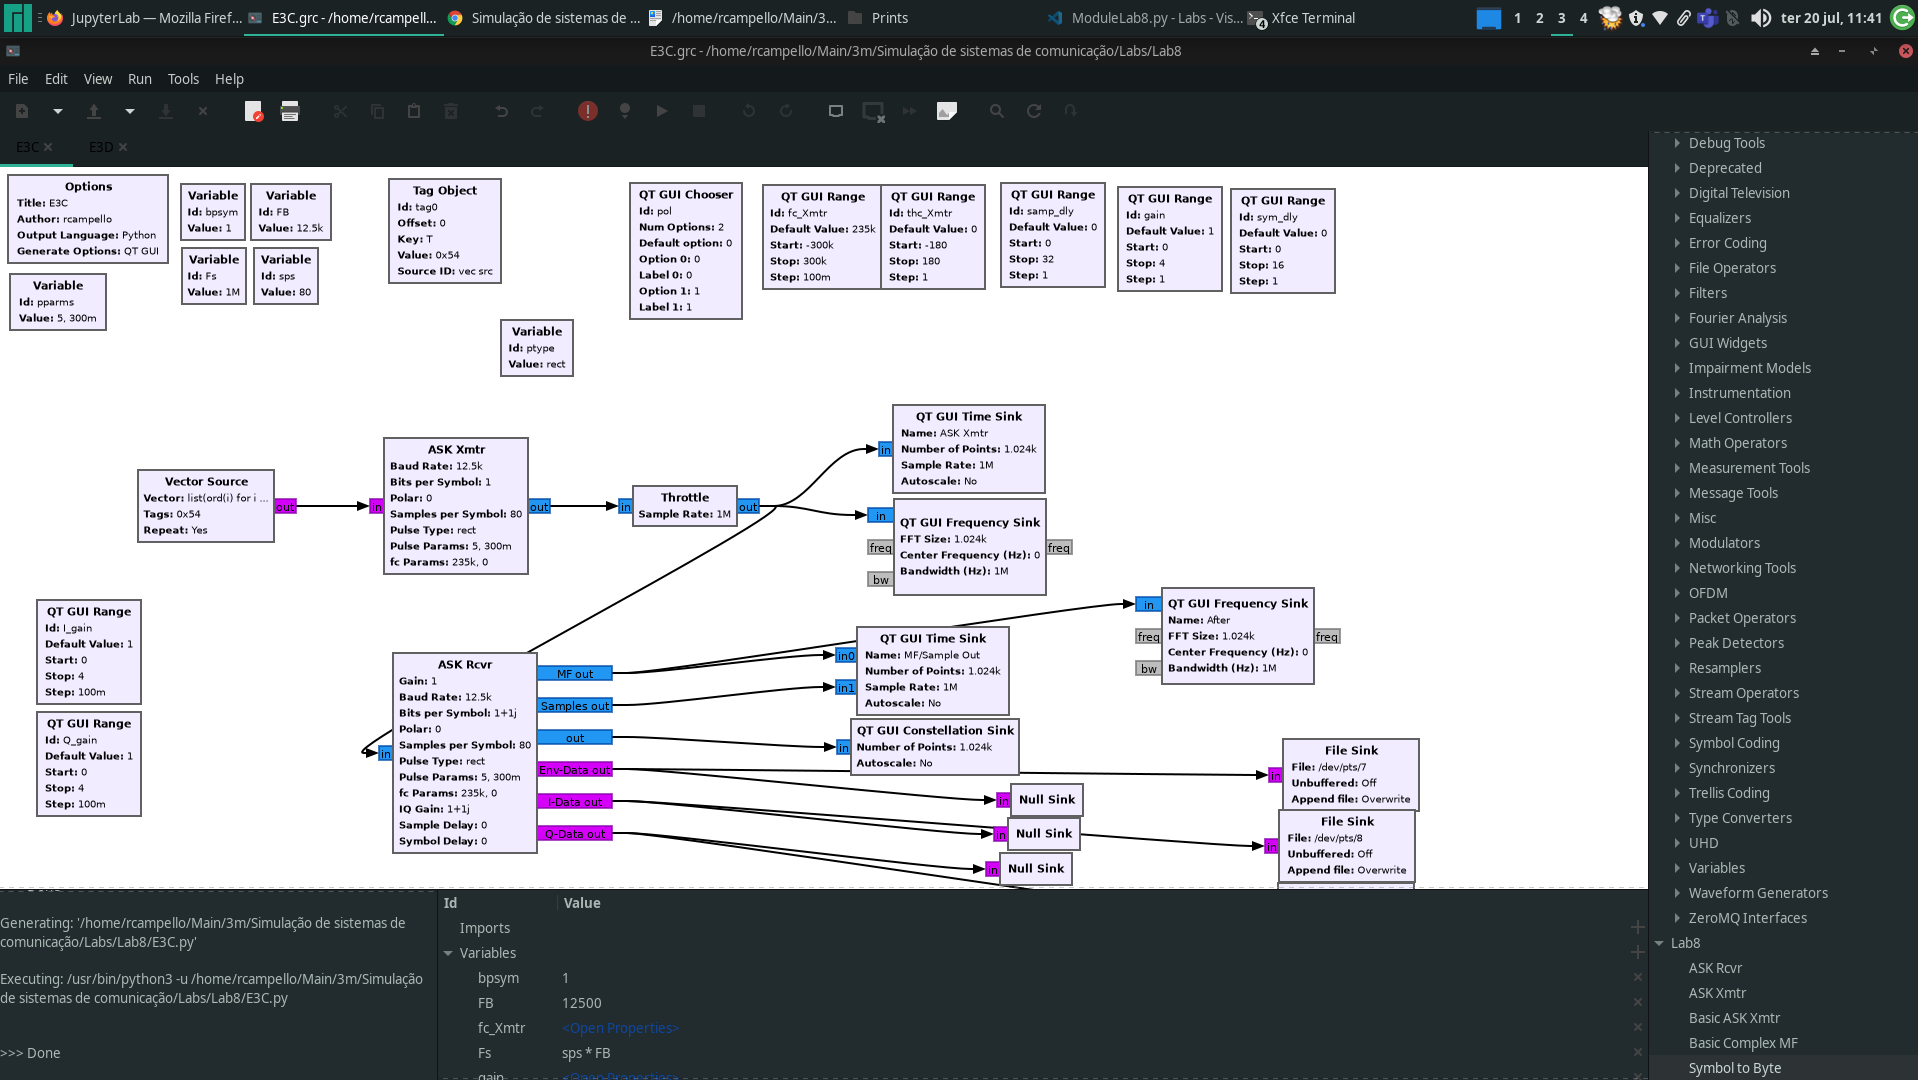 JupyterLab — Mozilla Firef...
E3C.grc - /home/rcampell...
Simulação de sistemas de ...
/home/rcampello/Main/3...
Prints
ModuleLab8.py - Labs - Vis...
4
Xfce Terminal
1 2 3 4
ter 20 jul, 11:41
E3C.grc - /home/rcampello/Main/3m/Simulação de sistemas de comunicação/Labs/Lab8
File Edit View Run Tools Help
E3C
E3D
Options
Title: E3C
Author: rcampello
Output Language: Python
Generate Options: QT GUI
Variable
Id: bpsym
Value: 1
Variable
Id: FB
Value: 12.5k
Variable
Id: Fs
Value: 1M
Variable
Id: sps
Value: 80
Variable
Id: pparms
Value: 5, 300m
Tag Object
Id: tag0
Offset: 0
Key: T
Value: 0x54
Source ID: vec src
Variable
Id: ptype
Value: rect
QT GUI Chooser
Id: pol
Num Options: 2
Default option: 0
Option 0: 0
Label 0: 0
Option 1: 1
Label 1: 1
QT GUI Range
Id: fc_Xmtr
Default Value: 235k
Start: -300k
Stop: 300k
Step: 100m
QT GUI Range
Id: thc_Xmtr
Default Value: 0
Start: -180
Stop: 180
Step: 1
QT GUI Range
Id: samp_dly
Default Value: 0
Start: 0
Stop: 32
Step: 1
QT GUI Range
Id: gain
Default Value: 1
Start: 0
Stop: 4
Step: 1
QT GUI Range
Id: sym_dly
Default Value: 0
Start: 0
Stop: 16
Step: 1
Vector Source
Vector: list(ord(i) for i ...
Tags: 0x54
Repeat: Yes
out
in
ASK Xmtr
Baud Rate: 12.5k
Bits per Symbol: 1
Polar: 0
Samples per Symbol: 80
Pulse Type: rect
Pulse Params: 5, 300m
fc Params: 235k, 0
out
in
Throttle
Sample Rate: 1M
out
in
QT GUI Time Sink
Name: ASK Xmtr
Number of Points: 1.024k
Sample Rate: 1M
Autoscale: No
in
freq
bw
QT GUI Frequency Sink
FFT Size: 1.024k
Center Frequency (Hz): 0
Bandwidth (Hz): 1M
freq
in
freq
bw
QT GUI Frequency Sink
Name: After
FFT Size: 1.024k
Center Frequency (Hz): 0
Bandwidth (Hz): 1M
freq
QT GUI Range
Id: I_gain
Default Value: 1
Start: 0
Stop: 4
Step: 100m
QT GUI Range
Id: Q_gain
Default Value: 1
Start: 0
Stop: 4
Step: 100m
in
ASK Rcvr
Gain: 1
Baud Rate: 12.5k
Bits per Symbol: 1+1j
Polar: 0
Samples per Symbol: 80
Pulse Type: rect
Pulse Params: 5, 300m
fc Params: 235k, 0
IQ Gain: 1+1j
Sample Delay: 0
Symbol Delay: 0
MF out
Samples out
out
Env-Data out
I-Data out
Q-Data out
in0
in1
QT GUI Time Sink
Name: MF/Sample Out
Number of Points: 1.024k
Sample Rate: 1M
Autoscale: No
in
QT GUI Constellation Sink
Number of Points: 1.024k
Autoscale: No
in
Null Sink
in
Null Sink
in
Null Sink
in
File Sink
File: /dev/pts/7
Unbuffered: Off
Append file: Overwrite
in
File Sink
File: /dev/pts/8
Unbuffered: Off
Append file: Overwrite
Debug Tools
Deprecated
Digital Television
Equalizers
Error Coding
File Operators
Filters
Fourier Analysis
GUI Widgets
Impairment Models
Instrumentation
Level Controllers
Math Operators
Measurement Tools
Message Tools
Misc
Modulators
Networking Tools
OFDM
Packet Operators
Peak Detectors
Resamplers
Stream Operators
Stream Tag Tools
Symbol Coding
Synchronizers
Trellis Coding
Type Converters
UHD
Variables
Waveform Generators
ZeroMQ Interfaces
Lab8
ASK Rcvr
ASK Xmtr
Basic ASK Xmtr
Basic Complex MF
Symbol to Byte
Generating: '/home/rcampello/Main/3m/Simulação de sistemas de
comunicação/Labs/Lab8/E3C.py'
Executing: /usr/bin/python3 -u /home/rcampello/Main/3m/Simulação
de sistemas de comunicação/Labs/Lab8/E3C.py
>>> Done
Id Value
Imports
Variables
bpsym 1
FB 12500
fc_Xmtr <Open Properties>
Fs sps * FB
gain <Open Properties>